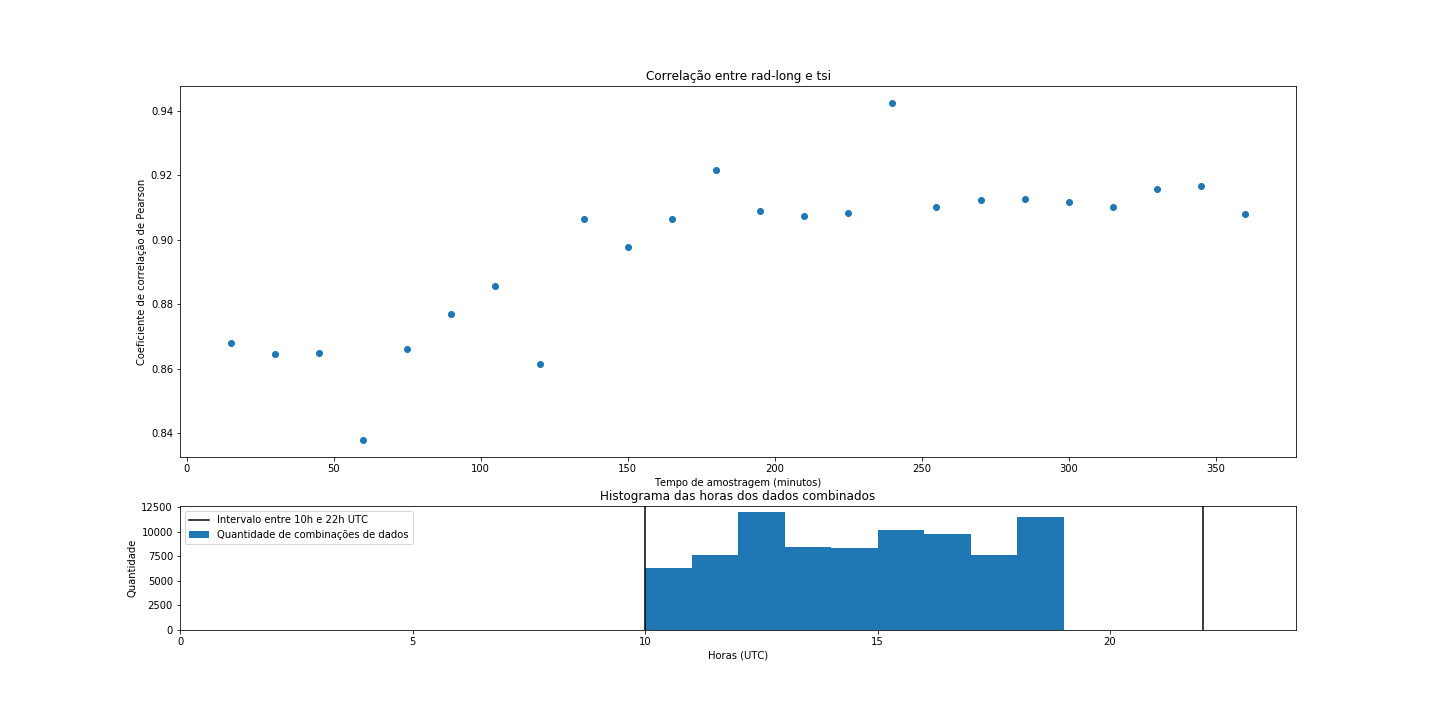 Correlação entre rad-long e tsi
Coeficiente de correlação de Pearson
0.94
0.92
0.90
0.88
0.86
0.84
0 50 100 150 200 250 300 350
Tempo de amostragem (minutos)
Histograma das horas dos dados combinados
Quantidade
12500
10000
7500
5000
2500
0
Intervalo entre 10h e 22h UTC
Quantidade de combinações de dados
0 5 10 15 20
Horas (UTC)